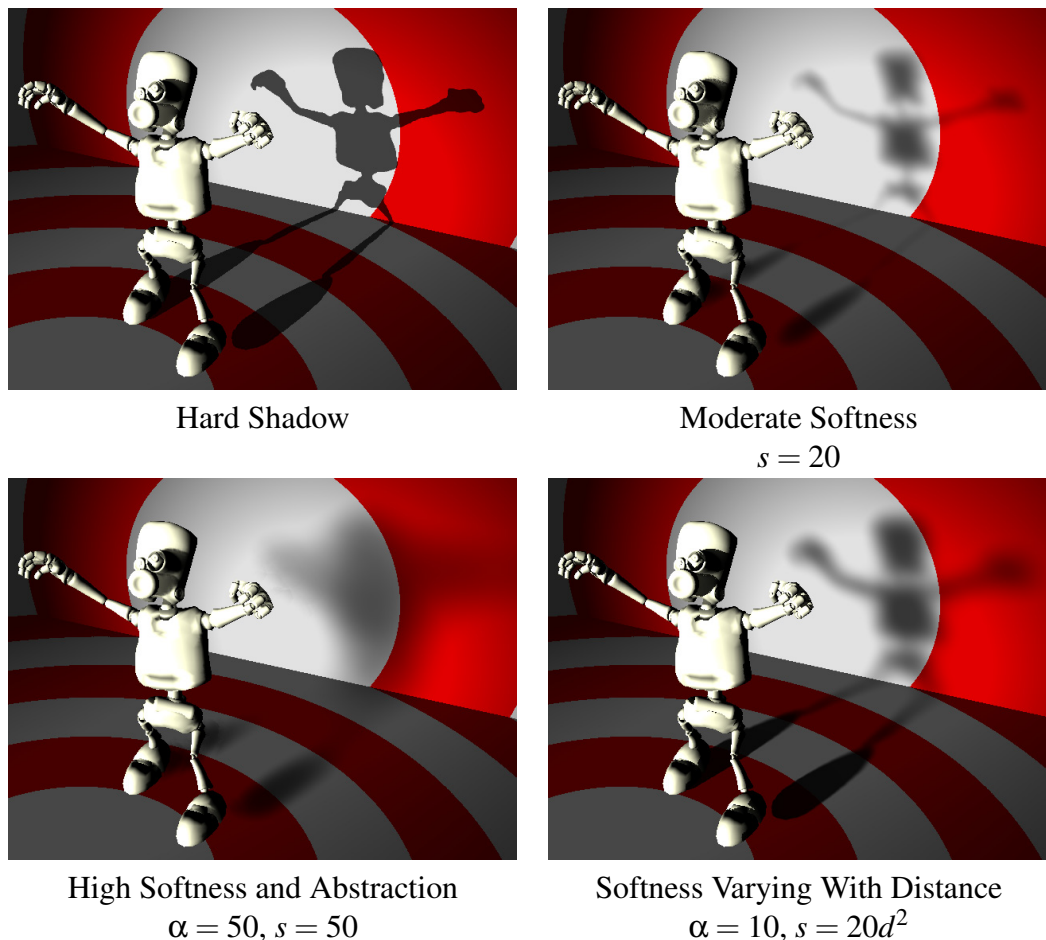 Hard Shadow
Moderate Softness
s = 20
High Softness and Abstraction
α = 50, s = 50
Softness Varying With Distance
α = 10, s = 20d²